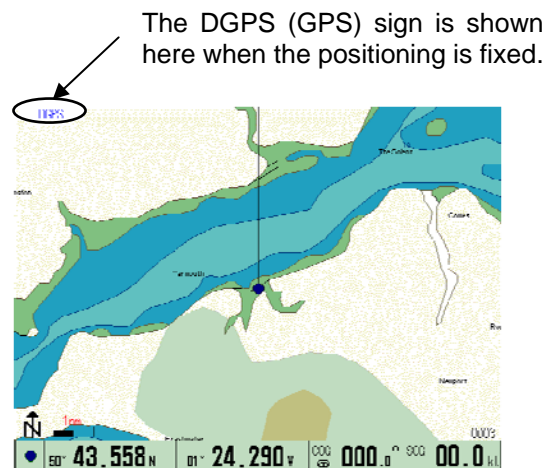 The DGPS (GPS) sign is shown
here when the positioning is fixed.
DGPS
The Solent
Cowes
Yarmouth
Newport
N
1nm
0003
50° 43.558 N 01° 24.290 W COG 000.0° SOG 00.0 kt